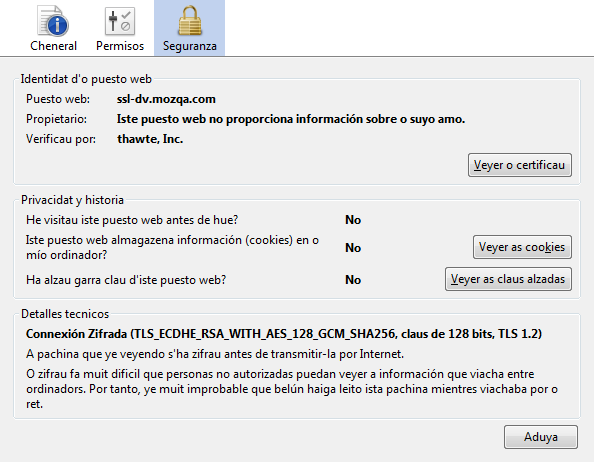 Cheneral Permisos Seguranza
Identidat d'o puesto web
Puesto web: ssl-dv.mozqa.com
Propietario: Iste puesto web no proporciona información sobre o suyo amo.
Verificau por: thawte, Inc.
Veyer o certificau
Privacidat y historia
He visitau iste puesto web antes de hue? No
Iste puesto web almagazena información (cookies) en o
mío ordinador? No Veyer as cookies
Ha alzau garra clau d'iste puesto web? No Veyer as claus alzadas
Detalles tecnicos
Connexión Zifrada (TLS_ECDHE_RSA_WITH_AES_128_GCM_SHA256, claus de 128 bits, TLS 1.2)
A pachina que ye veyendo s'ha zifrau antes de transmitir-la por Internet.
O zifrau fa muit dificil que personas no autorizadas puedan veyer a información que viacha entre
ordinadors. Por tanto, ye muit improbable que belún haiga leito ista pachina mientres viachaba por o
ret.
Aduya